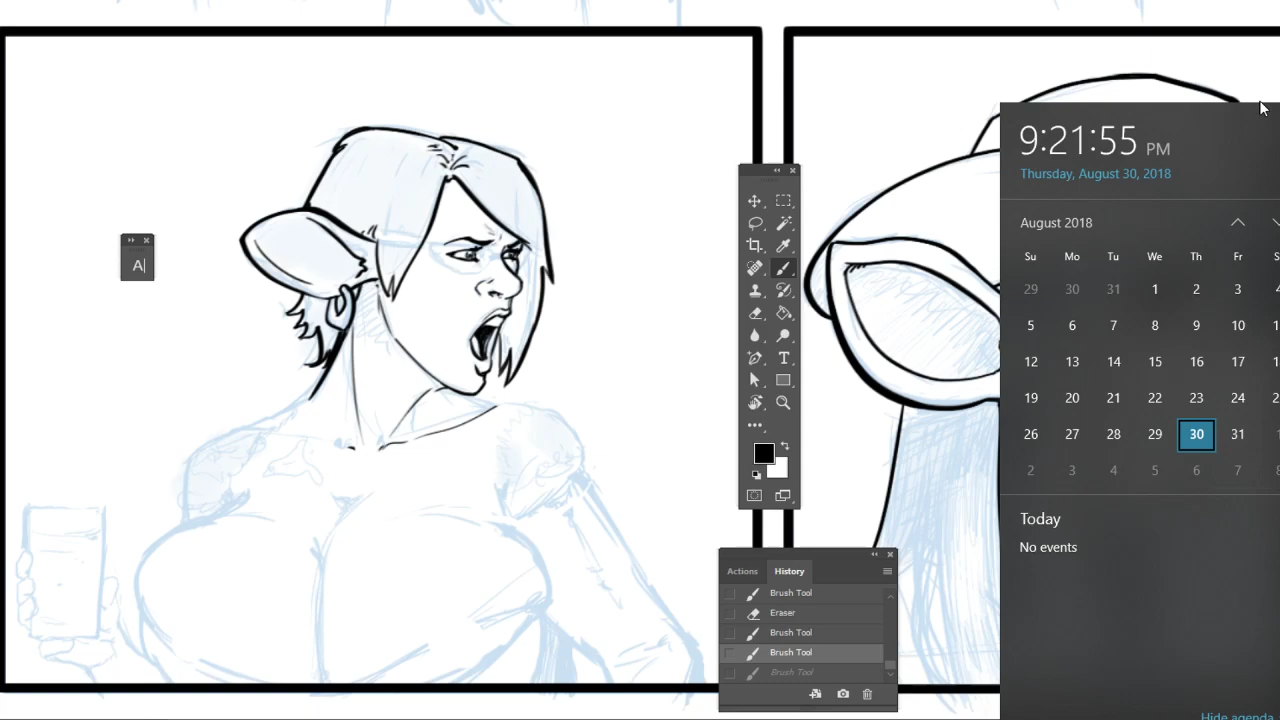 9:21:55 PM
Thursday, August 30, 2018
August 2018
Su Mo Tu We Th Fr
29 30 31 1 2 3
5 6 7 8 9 10
12 13 14 15 16 17
19 20 21 22 23 24
26 27 28 29 30 31
2 3 4 5 6 7
Today
No events
Hide agenda
A
T
Actions History
Brush Tool
Eraser
Brush Tool
Brush Tool
Brush Tool